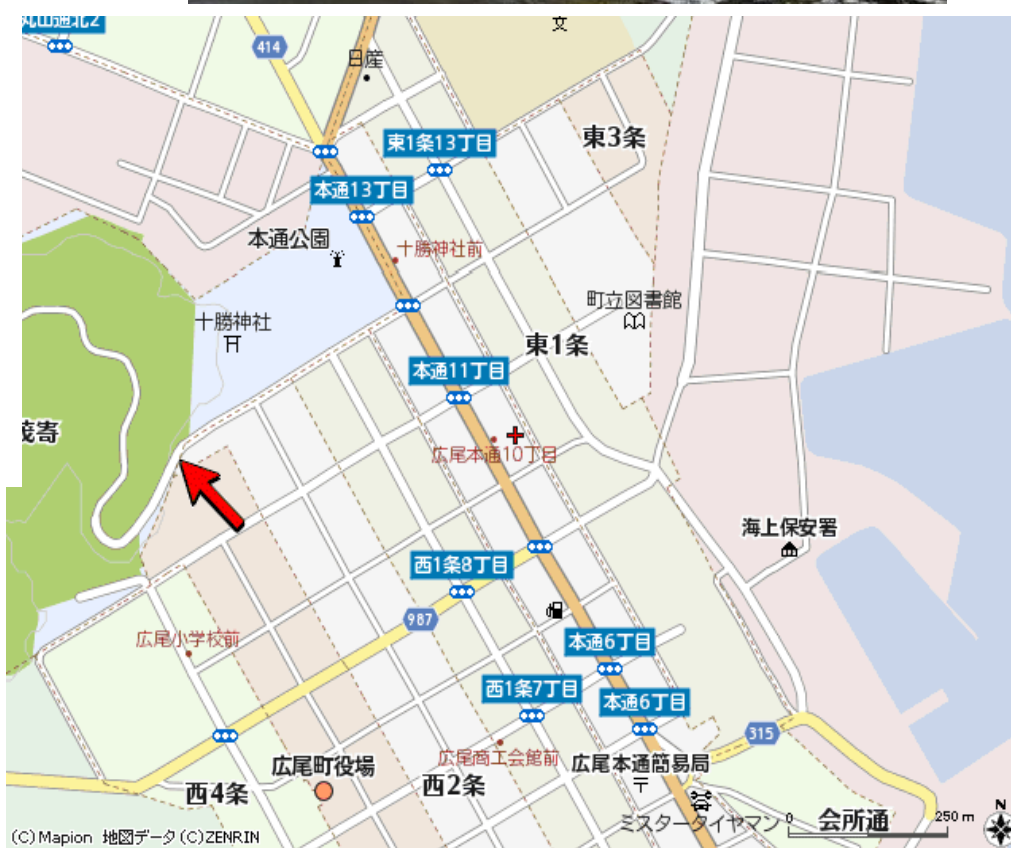 丸山通北2
414
日産
文
東1条13丁目
東3条
本通13丁目
本通公園
十勝神社前
町立図書館
十勝神社
東1条
本通11丁目
茂寄
広尾本通10丁目
海上保安署
西1条8丁目
987
広尾小学校前
本通6丁目
西1条7丁目
本通6丁目
315
広尾商工会館前
広尾本通簡易局
広尾町役場
西2条
西4条
〒
ミスタータイヤマン
会所通
0
250 m
N
(C) Mapion 地図データ (C)ZENRIN